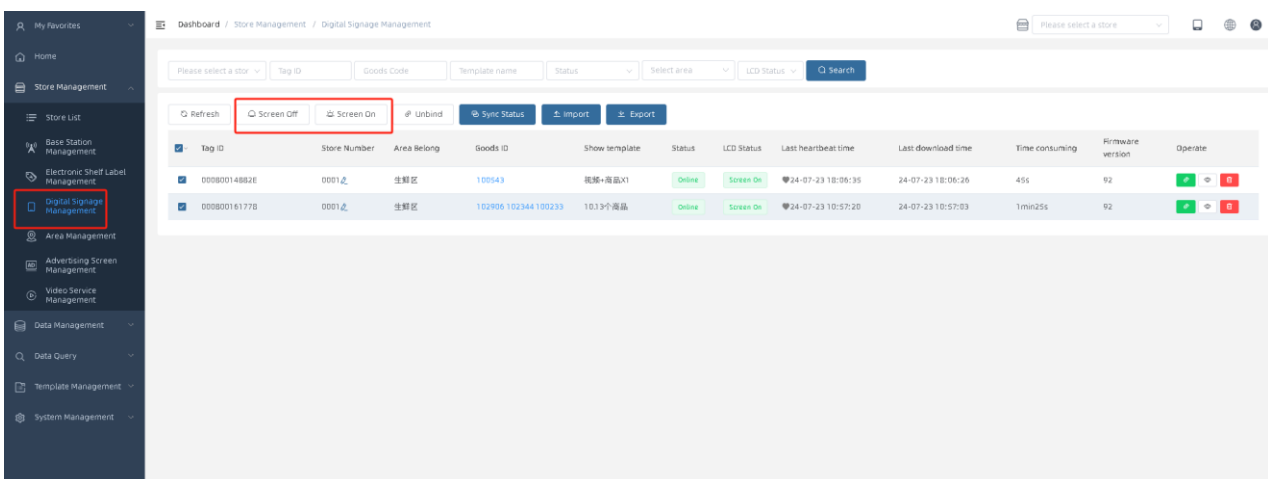 My Favorites
Dashboard / Store Management / Digital Signage Management
Please select a store
Home
Store Management
Please select a stor
Tag ID
Goods Code
Template name
Status
Select area
LCD Status
Search
Store List
Refresh
Screen Off
Screen On
Unbind
Sync Status
Import
Export
Base Station
Management
Tag ID
Store Number
Area Belong
Goods ID
Show template
Status
LCD Status
Last heartbeat time
Last download time
Time consuming
Firmware
version
Operate
Electronic Shelf Label
Management
00080014882E
0001
生鲜区
100543
视频+商品X1
Online
Screen On
24-07-23 18:06:35
24-07-23 18:06:26
45s
92
Digital Signage
Management
000800161778
0001
生鲜区
102906 102344 100233
10.13个商品
Online
Screen On
24-07-23 10:57:20
24-07-23 10:57:03
1min25s
92
Area Management
AD
Advertising Screen
Management
Video Service
Management
Data Management
Data Query
Template Management
System Management